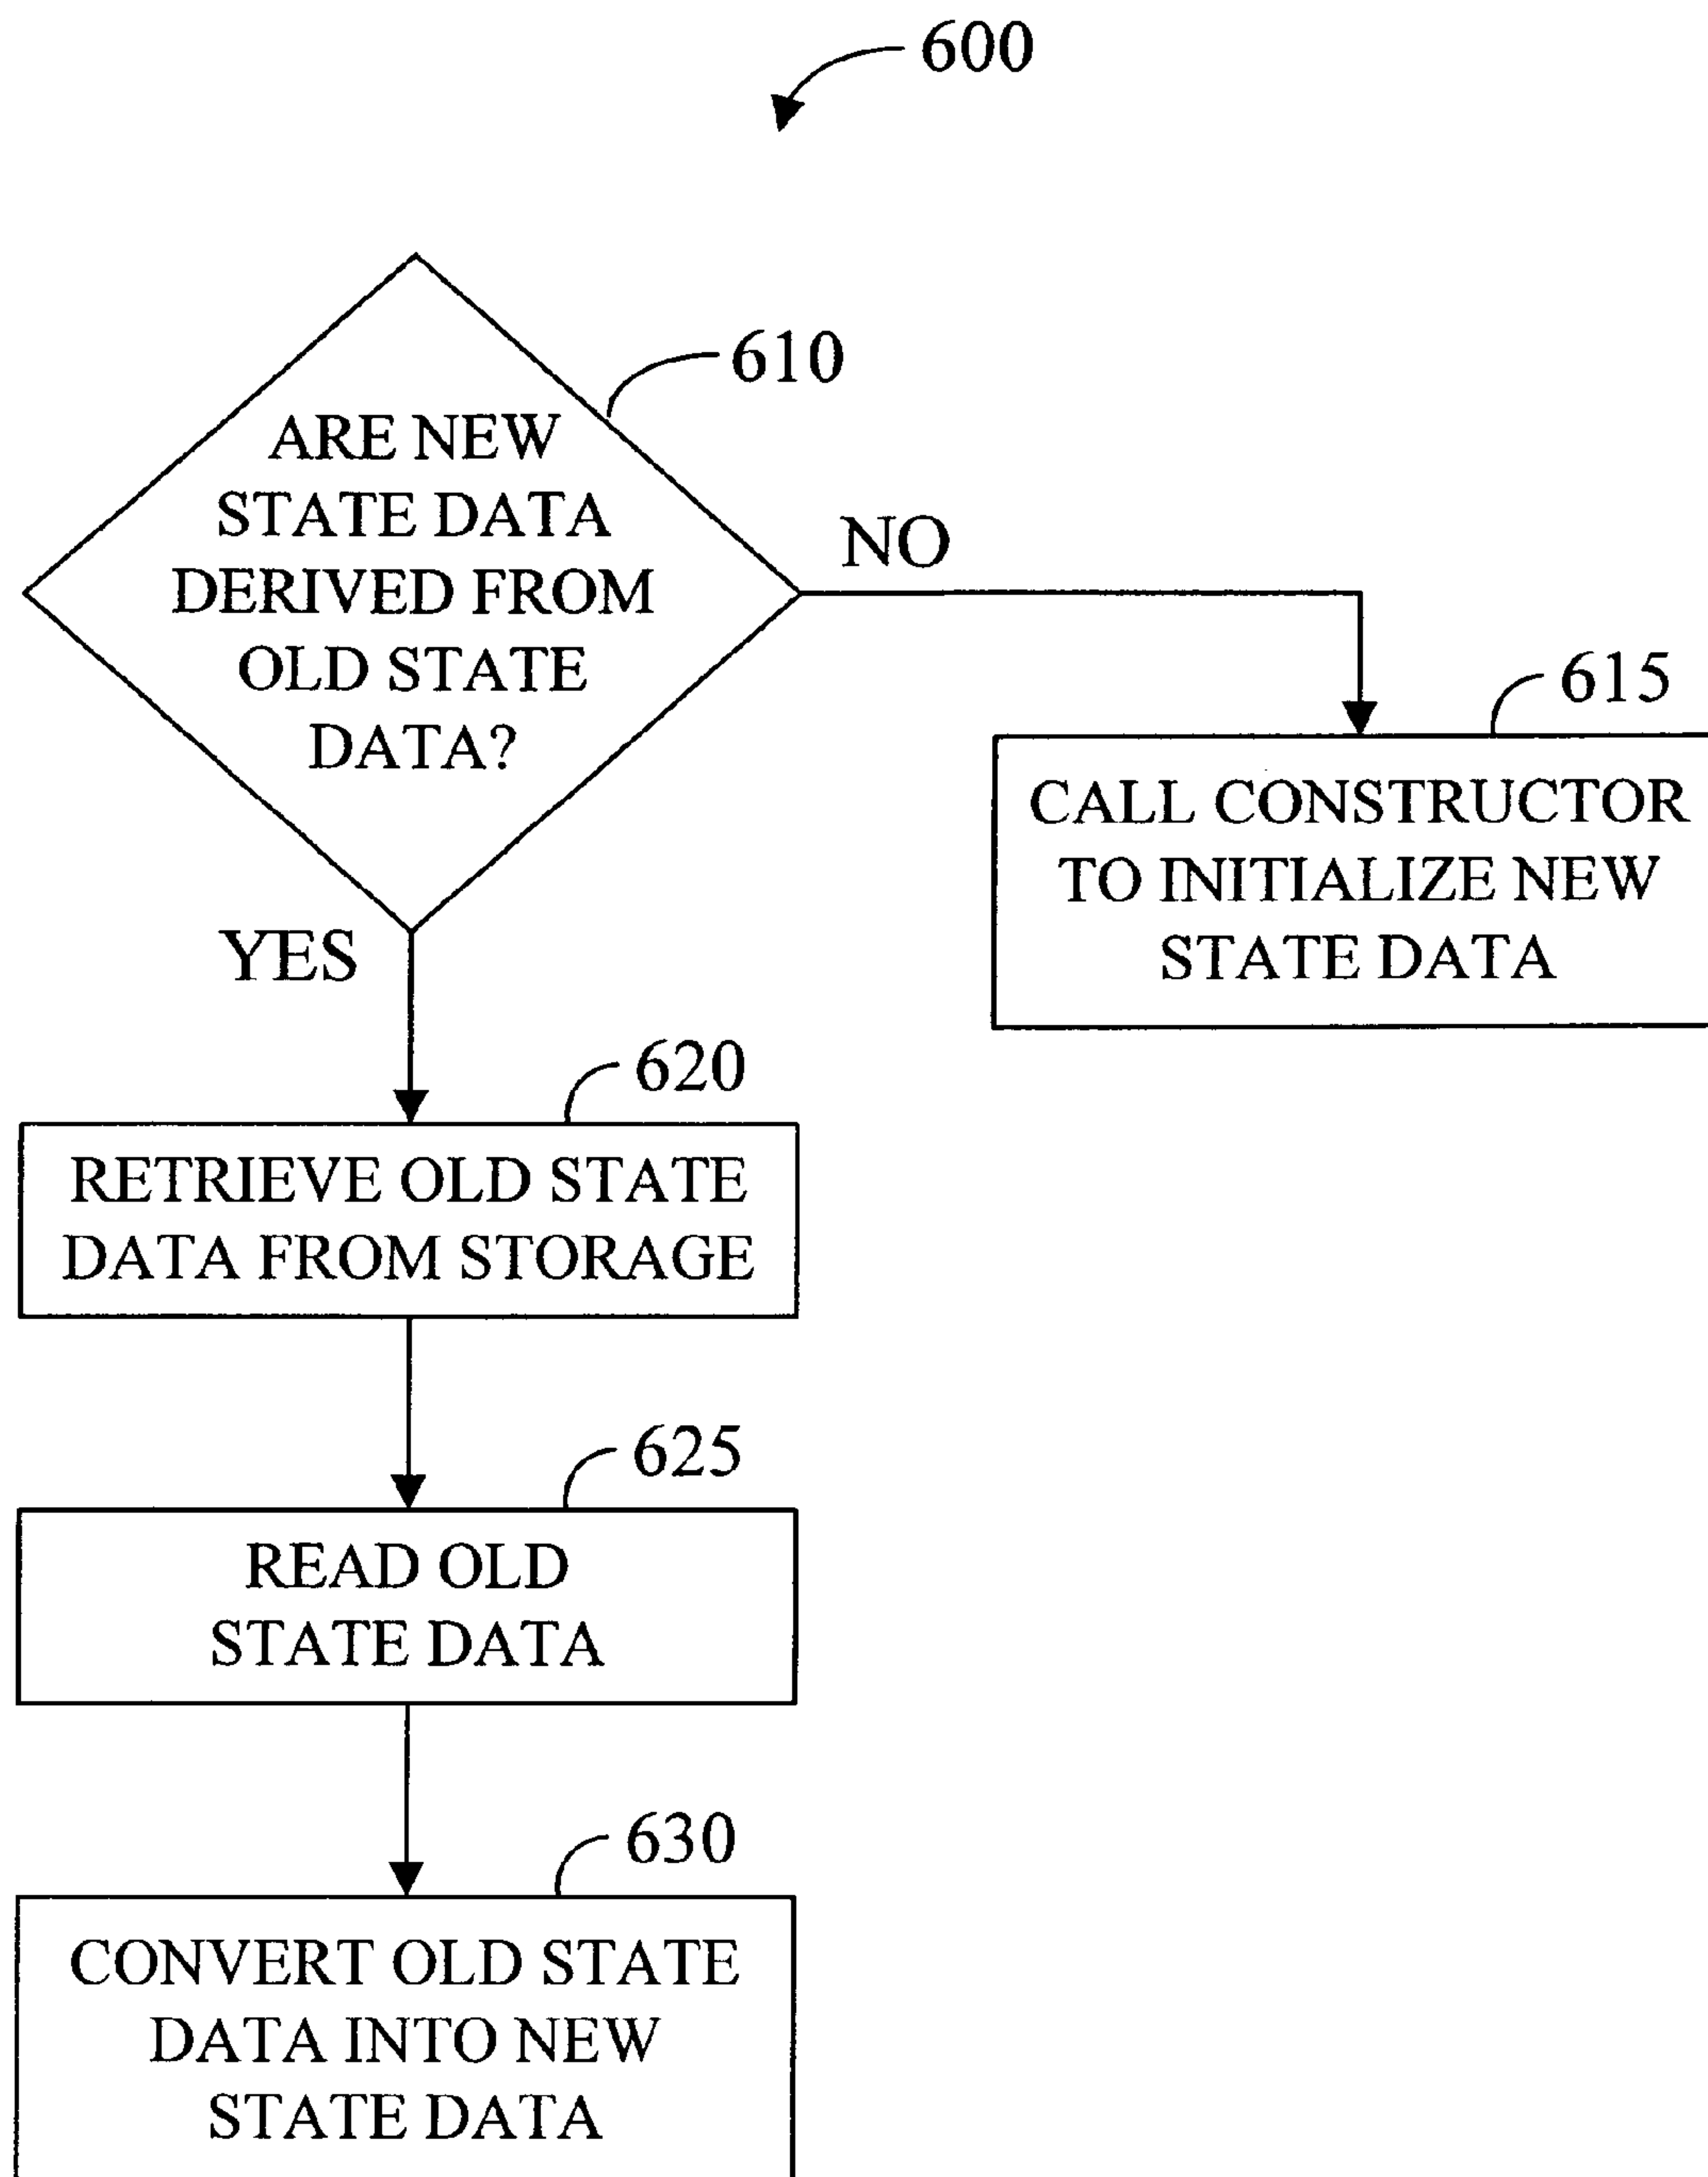 600
610
ARE NEW
STATE DATA
DERIVED FROM
OLD STATE
DATA?
NO
615
CALL CONSTRUCTOR
TO INITIALIZE NEW
STATE DATA
YES
620
RETRIEVE OLD STATE
DATA FROM STORAGE
625
READ OLD
STATE DATA
630
CONVERT OLD STATE
DATA INTO NEW
STATE DATA